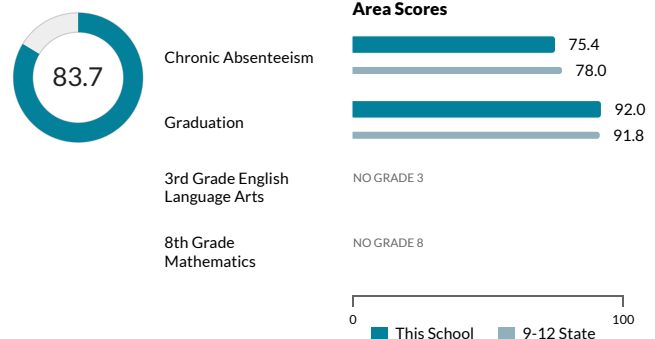 Area Scores
83.7
Chronic Absenteeism
75.4
78.0
Graduation
92.0
91.8
3rd Grade English
Language Arts
NO GRADE 3
8th Grade
Mathematics
NO GRADE 8
0
100
This School
9-12 State